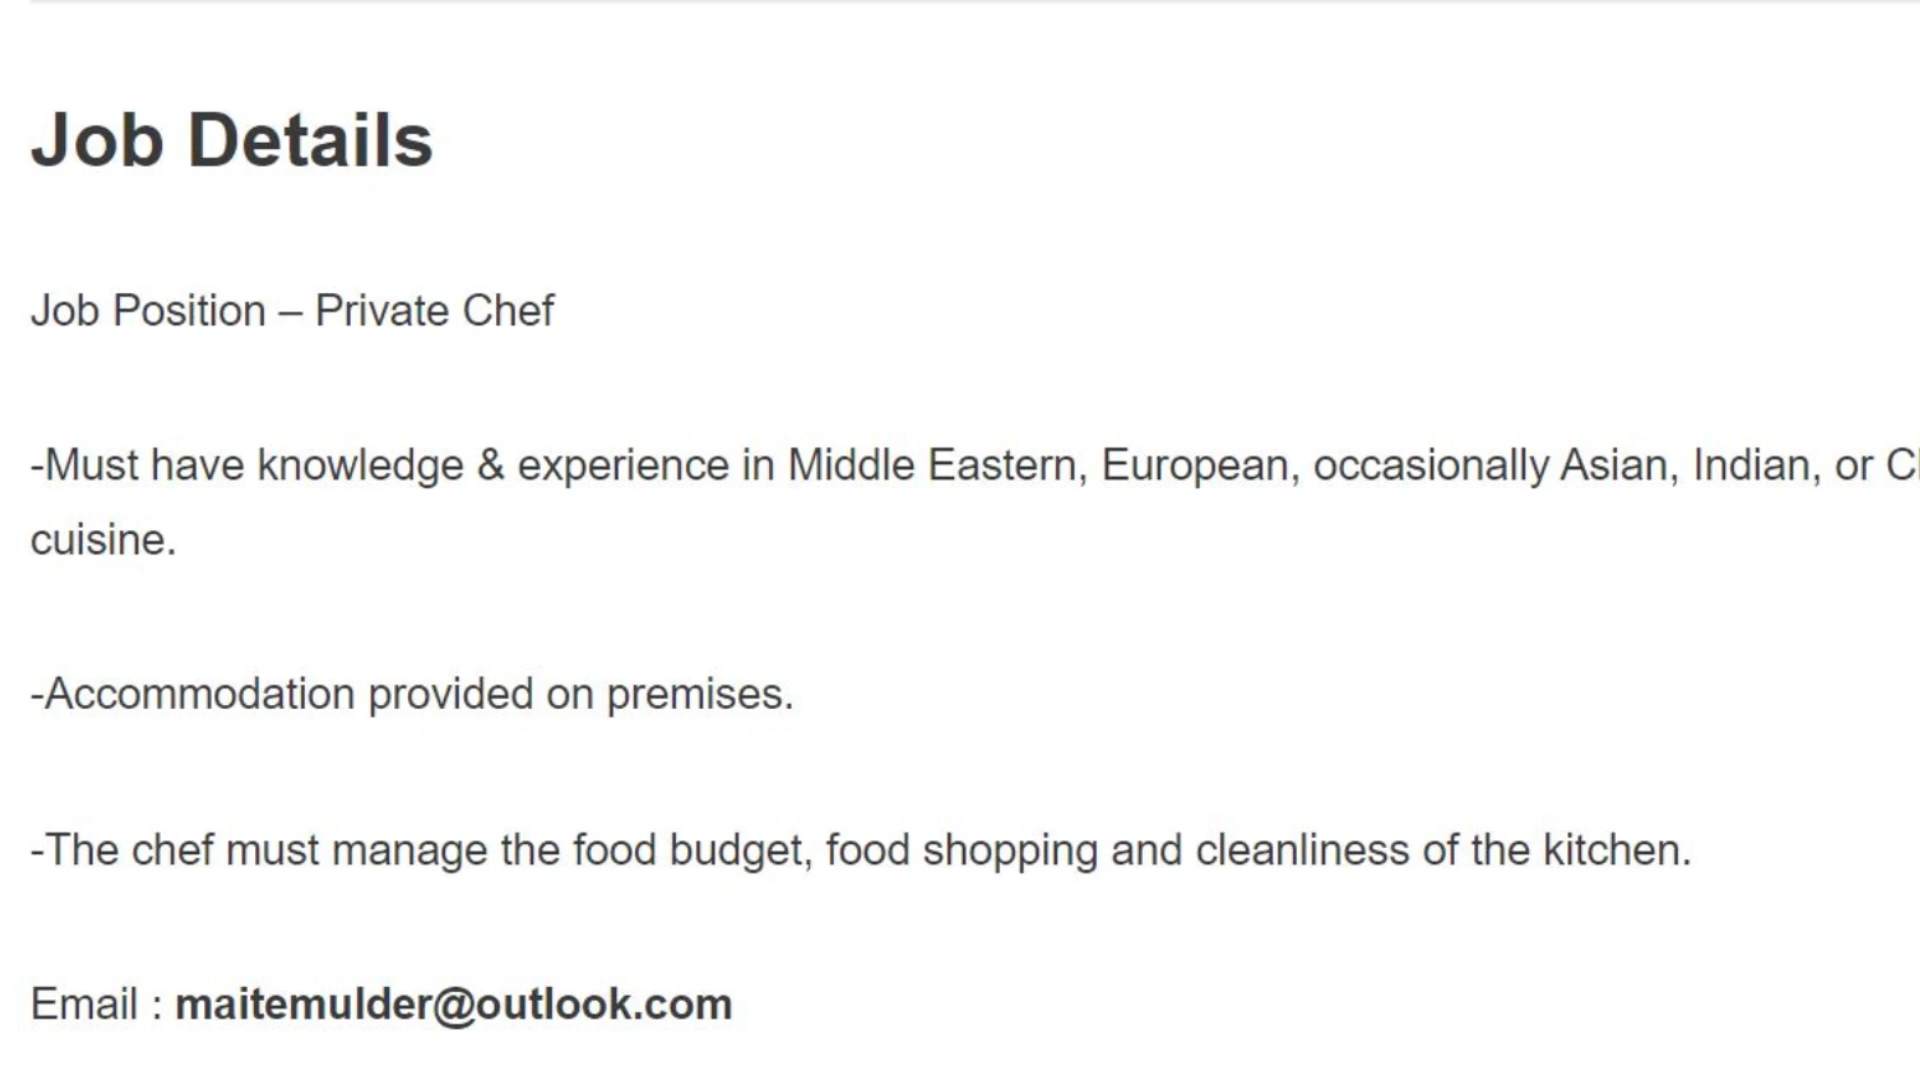 Job Details
Job Position – Private Chef
-Must have knowledge & experience in Middle Eastern, European, occasionally Asian, Indian, or
cuisine.
-Accommodation provided on premises.
-The chef must manage the food budget, food shopping and cleanliness of the kitchen.
Email : maitemulder@outlook.com